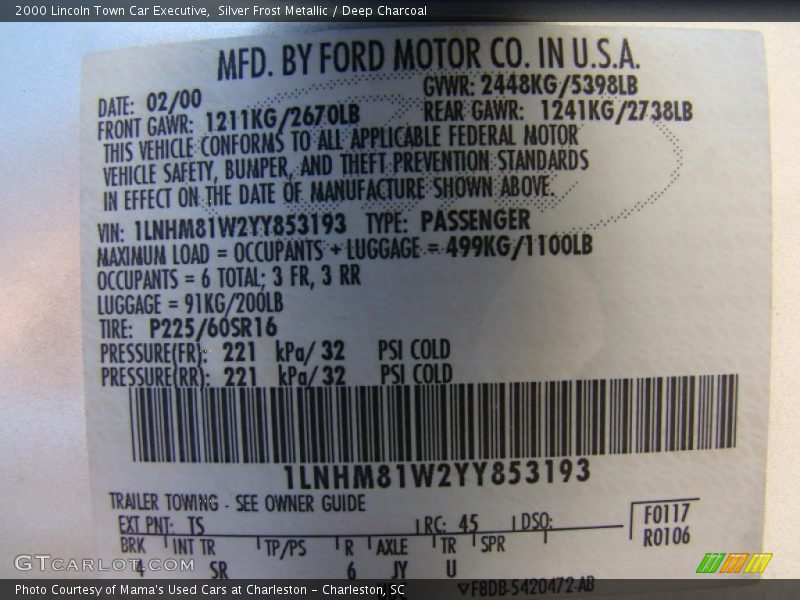 2000 Lincoln Town Car Executive, Silver Frost Metallic / Deep Charcoal
MFD. BY FORD MOTOR CO. IN U.S.A.
DATE: 02/00 GVWR: 2448KG/5398LB
FRONT GAWR: 1211KG/2670LB REAR GAWR: 1241KG/2738LB
THIS VEHICLE CONFORMS TO ALL APPLICABLE FEDERAL MOTOR
VEHICLE SAFETY, BUMPER, AND THEFT PREVENTION STANDARDS
IN EFFECT ON THE DATE OF MANUFACTURE SHOWN ABOVE.
VIN: 1LNHM81W2YY853193 TYPE: PASSENGER
MAXIMUM LOAD = OCCUPANTS + LUGGAGE = 499KG/1100LB
OCCUPANTS = 6 TOTAL; 3 FR, 3 RR
LUGGAGE = 91KG/200LB
TIRE: P225/60SR16
PRESSURE(FR): 221 kPa/ 32 PSI COLD
PRESSURE(RR): 221 kPa/ 32 PSI COLD
1LNHM81W2YY853193
TRAILER TOWING - SEE OWNER GUIDE
EXT PNT: TS RC: 45 DSO: F0117
BRK INT TR TP/PS R AXLE TR SPR R0106
4 SR 6 JY U
GTCARLOT.COM
▽F8DB-5420472-AB
Photo Courtesy of Mama's Used Cars at Charleston – Charleston, SC